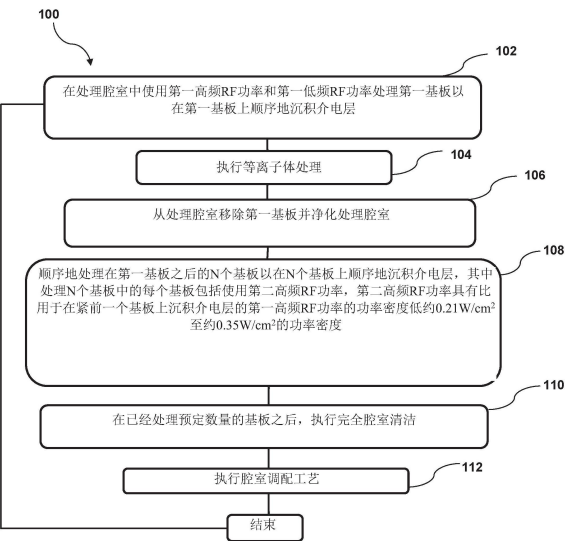 100
102
在处理腔室中使用第一高频RF功率和第一低频RF功率处理第一基板以
在第一基板上顺序地沉积介电层
执行等离子体处理
104
106
从处理腔室移除第一基板并净化处理腔室
108
顺序地处理在第一基板之后的N个基板以在N个基板上顺序地沉积介电层，其中
处理N个基板中的每个基板包括使用第二高频RF功率，第二高频RF功率具有比
用于在紧前一个基板上沉积介电层的第一高频RF功率的功率密度低约0.21W/cm²
至约0.35W/cm²的功率密度
110
在已经处理预定数量的基板之后，执行完全腔室清洁
执行腔室调配工艺
112
结束